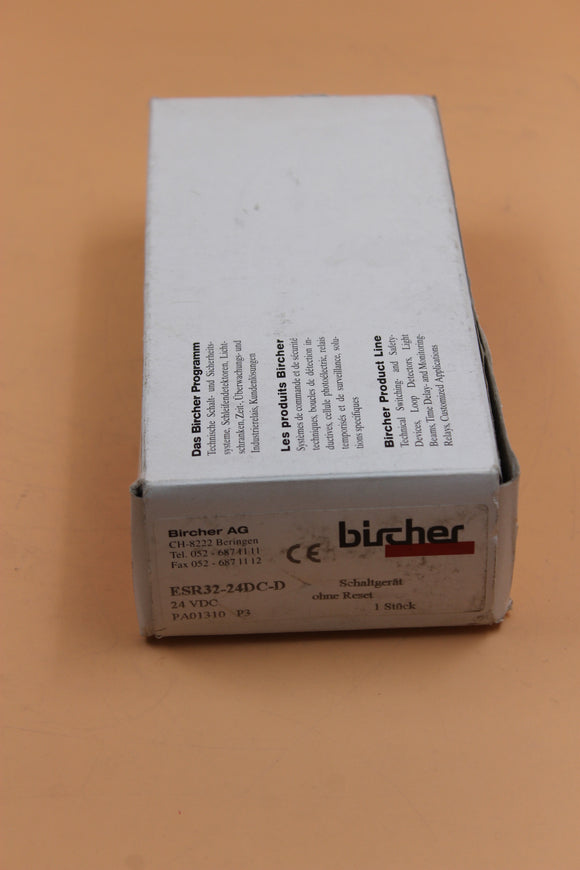 Das Bircher Programm
Technische Schalt- und Sicherheits-
systeme, Schleifendetektoren, Licht-
schranken, Zeit-, Überwachungs- und
Industrierelais, Kundenlösungen
Les produits Bircher
Systèmes de commande et de sécurité
techniques, boucles de détection in-
ductives, cellule photoéléctric, relais
temporisés et de surveillance, solu-
tions specifiques
Bircher Product Line
Technical Switching- and Safety-
Devices, Loop Detectors, Light
Beams, Time Delay- and Monitoring-
Relays, Customized Applications
Bircher AG
CH-8222 Beringen
Tel. 052 - 687 11 11
Fax 052 - 687 11 12
CE
bircher
ESR32-24DC-D
24 VDC
PA01310 P3
Schaltgerät
ohne Reset
1 Stück